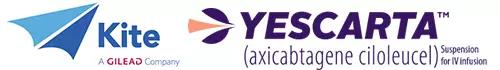 Kite
A GILEAD Company
YESCARTA™
(axicabtagene ciloleucel) Suspension
for IV infusion